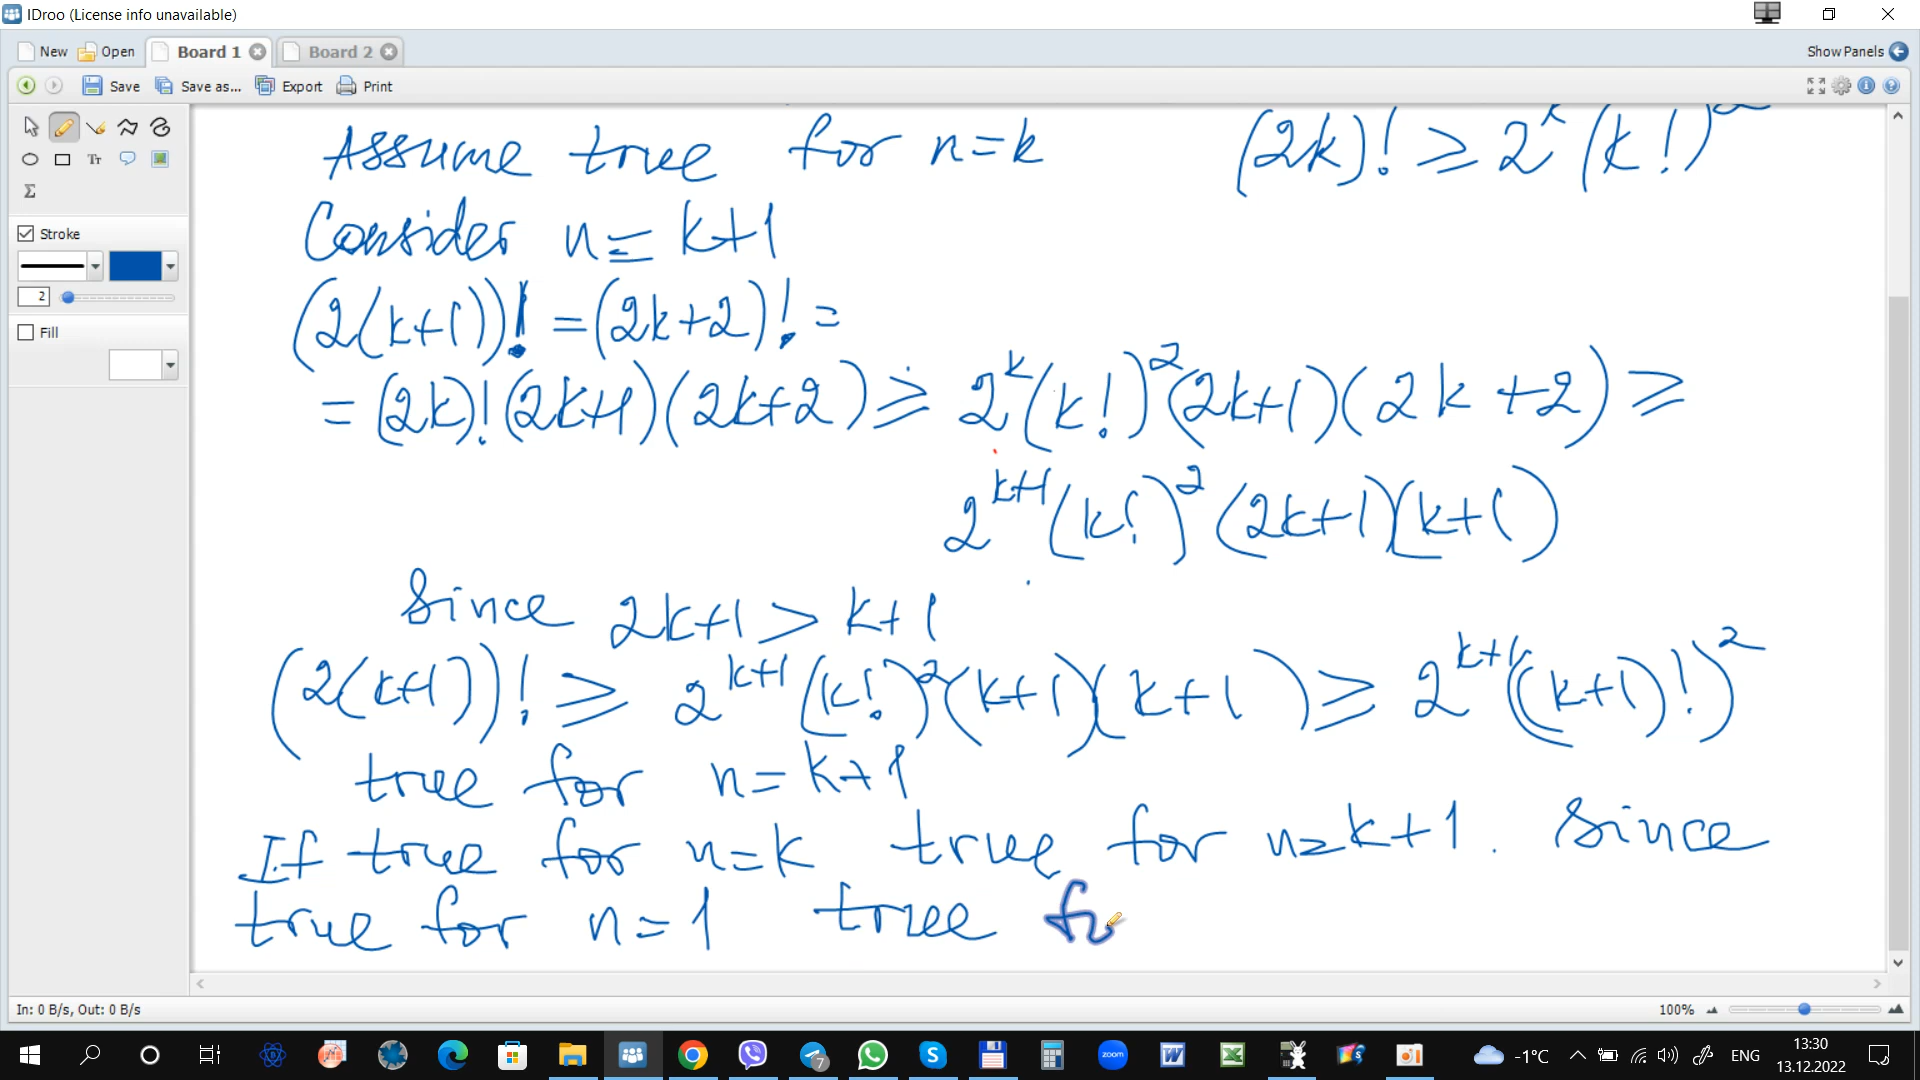 IDroo (License info unavailable)
New Open Board 1 Board 2 Show Panels
Save Save as... Export Print
Assume true for n=k (2k)! ≥ 2^k (k!)^2
Stroke
Consider n = k+1
2
(2(k+1))! = (2k+2)! =
Fill
= (2k)! (2k+1)(2k+2) ≥ 2^k (k!)^2 (2k+1)(2k+2) ≥
2^{k+1} (k!)^2 (2k+1)(k+1)
Since 2k+1 > k+1
(2(k+1))! ≥ 2^{k+1} (k!)^2 (k+1)(k+1) ≥ 2^{k+1} ((k+1)!)^2
true for n=k+1
If true for n=k true for n=k+1. Since
true for n=1 true
In: 0 B/s, Out: 0 B/s 100%
zoom 7 -1°C ENG 13:30
13.12.2022